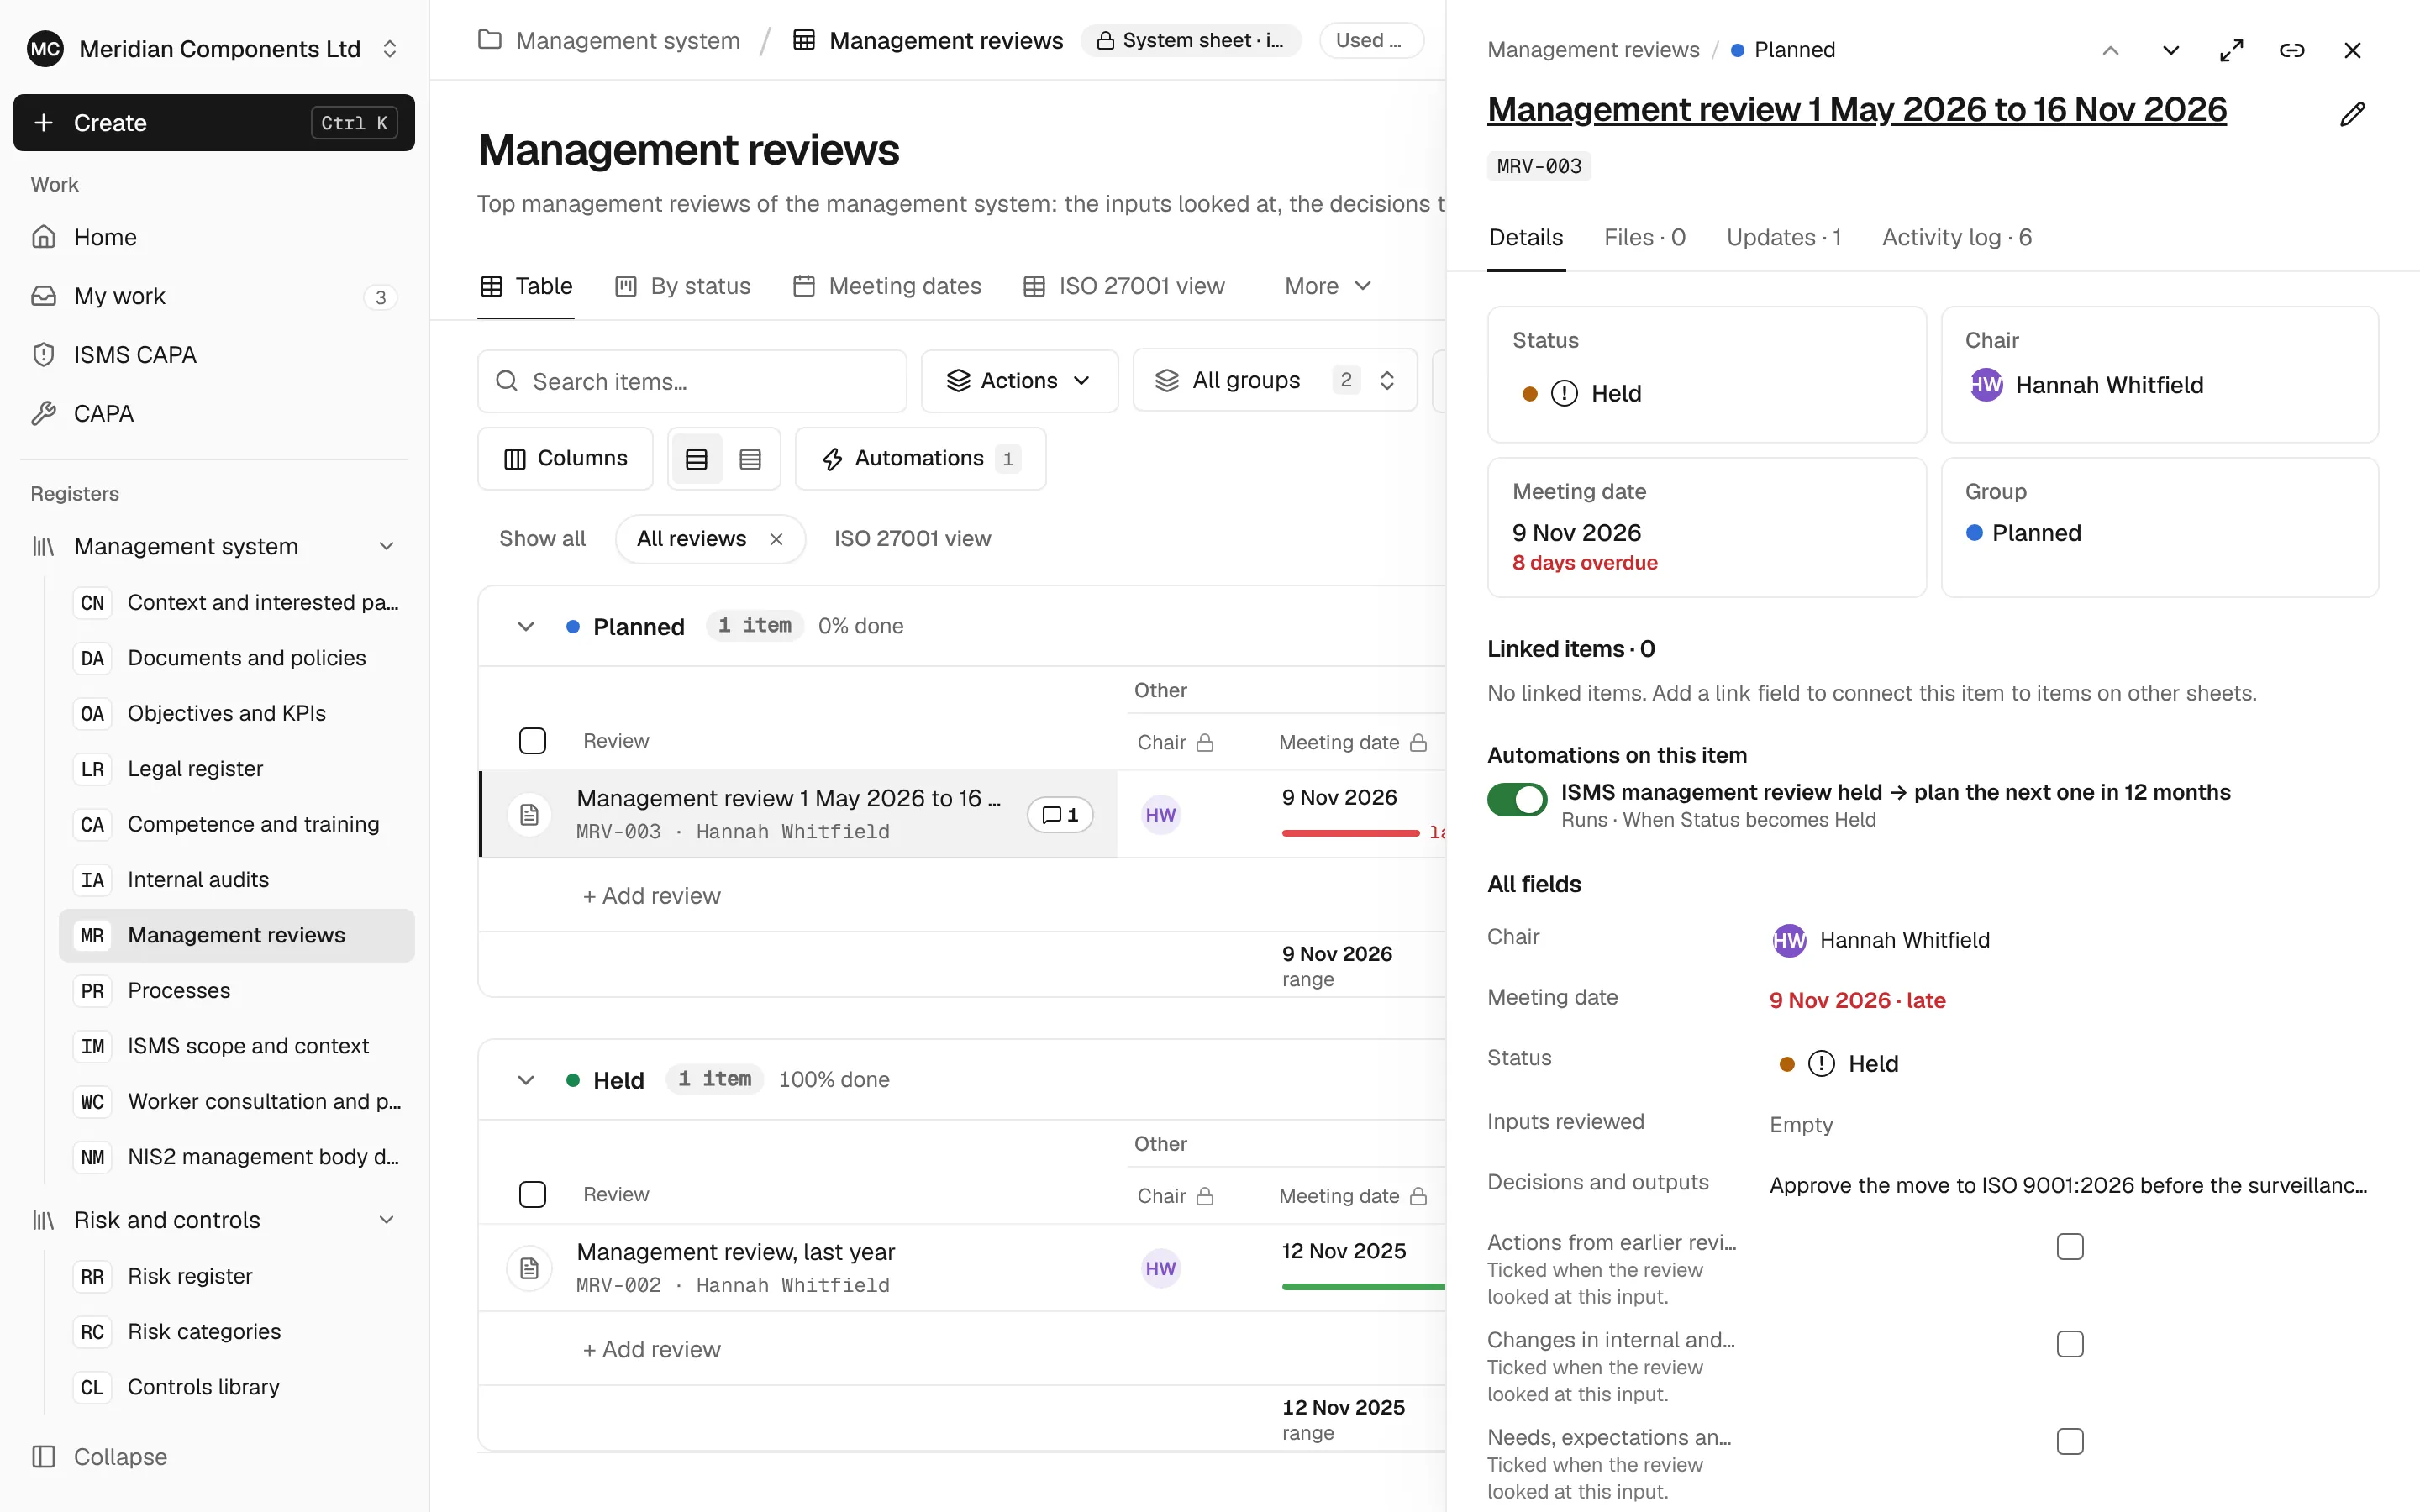 MC Meridian Components Ltd
Create Ctrl K
Work
Home
My work 3
ISMS CAPA
CAPA
Registers
Management system
CN Context and interested pa...
DA Documents and policies
OA Objectives and KPIs
LR Legal register
CA Competence and training
IA Internal audits
MR Management reviews
PR Processes
IM ISMS scope and context
WC Worker consultation and p...
NM NIS2 management body d...
Risk and controls
RR Risk register
RC Risk categories
CL Controls library
Collapse
Management system / Management reviews System sheet · i... Used ...
Management reviews
Top management reviews of the management system: the inputs looked at, the decisions t
Table By status Meeting dates ISO 27001 view More
Search items... Actions All groups 2
Columns Automations 1
Show all All reviews ISO 27001 view
Planned 1 item 0% done
Other
Review Chair Meeting date
Management review 1 May 2026 to 16 ... 1 HW 9 Nov 2026
MRV-003 · Hannah Whitfield la
+ Add review
9 Nov 2026
range
Held 1 item 100% done
Other
Review Chair Meeting date
Management review, last year HW 12 Nov 2025
MRV-002 · Hannah Whitfield
+ Add review
12 Nov 2025
range
Management reviews / Planned
Management review 1 May 2026 to 16 Nov 2026
MRV-003
Details Files · 0 Updates · 1 Activity log · 6
Status
Held
Chair
HW Hannah Whitfield
Meeting date
9 Nov 2026
8 days overdue
Group
Planned
Linked items · 0
No linked items. Add a link field to connect this item to items on other sheets.
Automations on this item
ISMS management review held → plan the next one in 12 months
Runs · When Status becomes Held
All fields
Chair HW Hannah Whitfield
Meeting date 9 Nov 2026 · late
Status Held
Inputs reviewed Empty
Decisions and outputs Approve the move to ISO 9001:2026 before the surveillanc...
Actions from earlier revi...
Ticked when the review
looked at this input.
Changes in internal and...
Ticked when the review
looked at this input.
Needs, expectations an...
Ticked when the review
looked at this input.